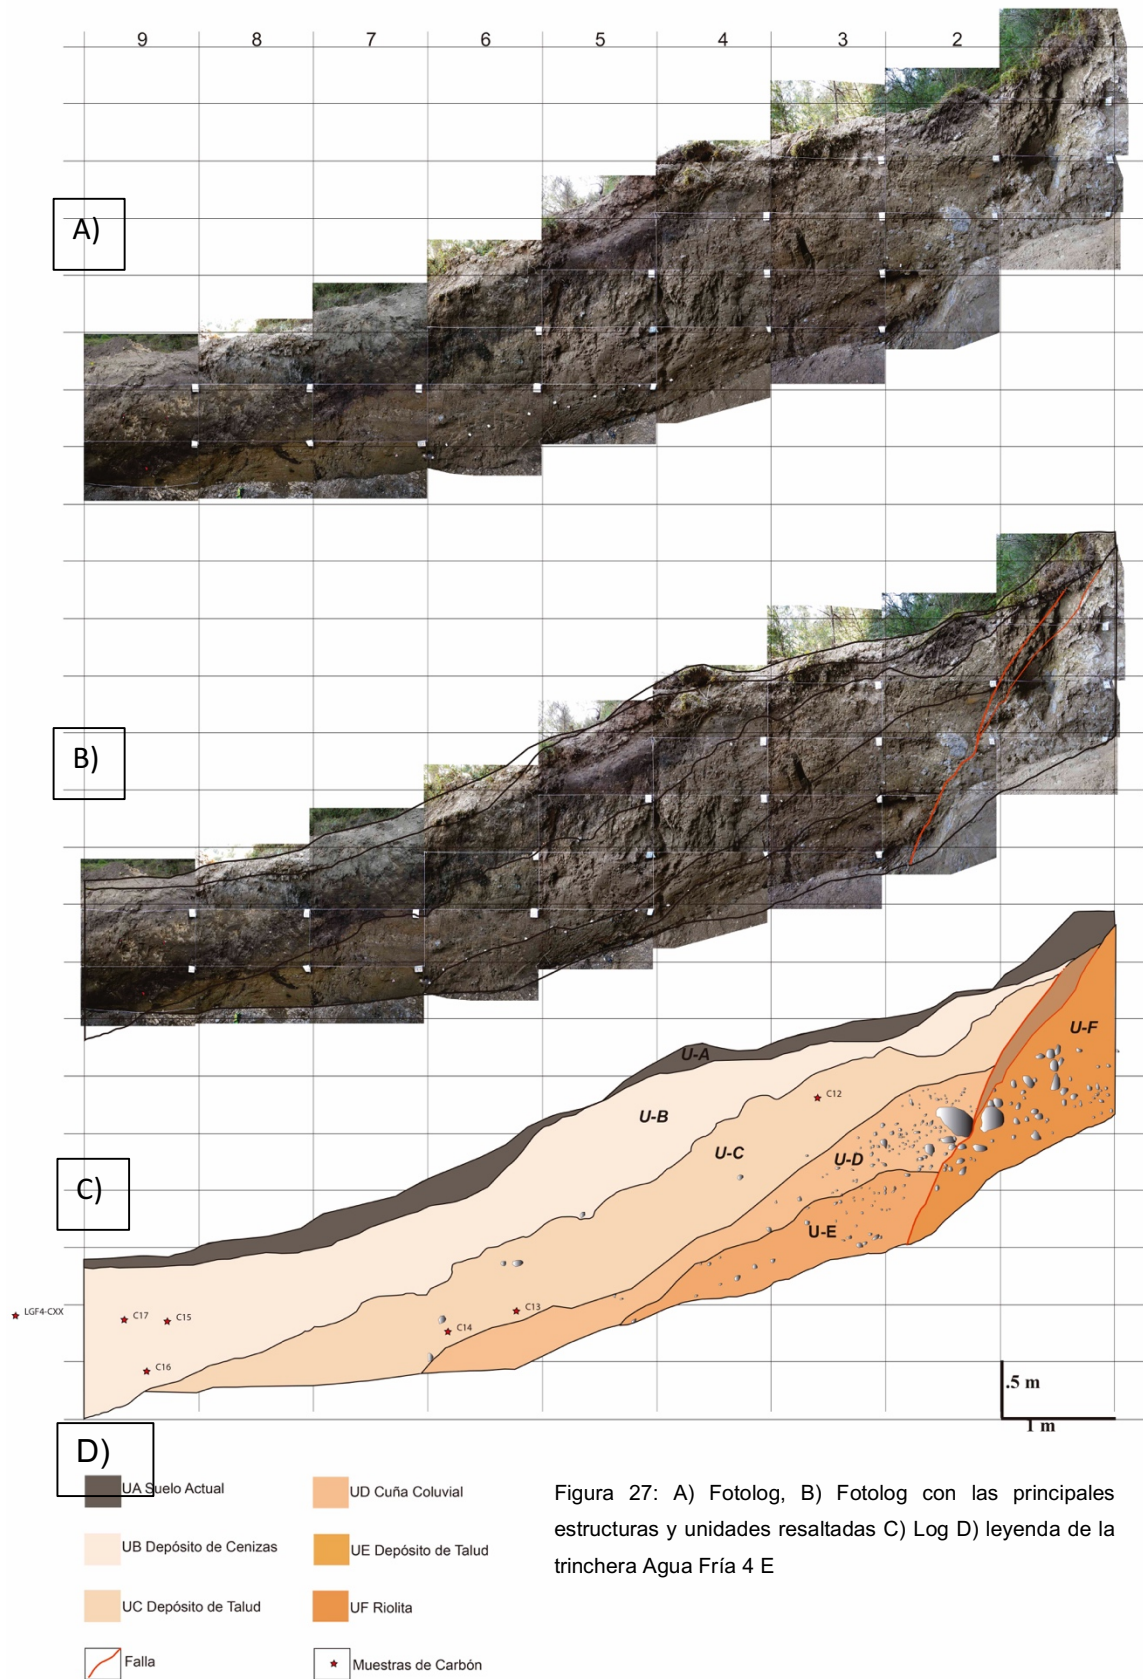 9 8 7 6 5 4 3 2 1
A)
B)
U-F
U-A
C12
U-B
U-C
C)
U-D
U-E
LGF4-CXX
C17
C15
C13
C14
C16
.5 m
1 m
D)
UA Suelo Actual
UD Cuña Coluvial
UB Depósito de Cenizas
UE Depósito de Talud
UC Depósito de Talud
UF Riolita
Falla
Muestras de Carbón
Figura 27: A) Fotolog, B) Fotolog con las principales
estructuras y unidades resaltadas C) Log D) leyenda de la
trinchera Agua Fría 4 E